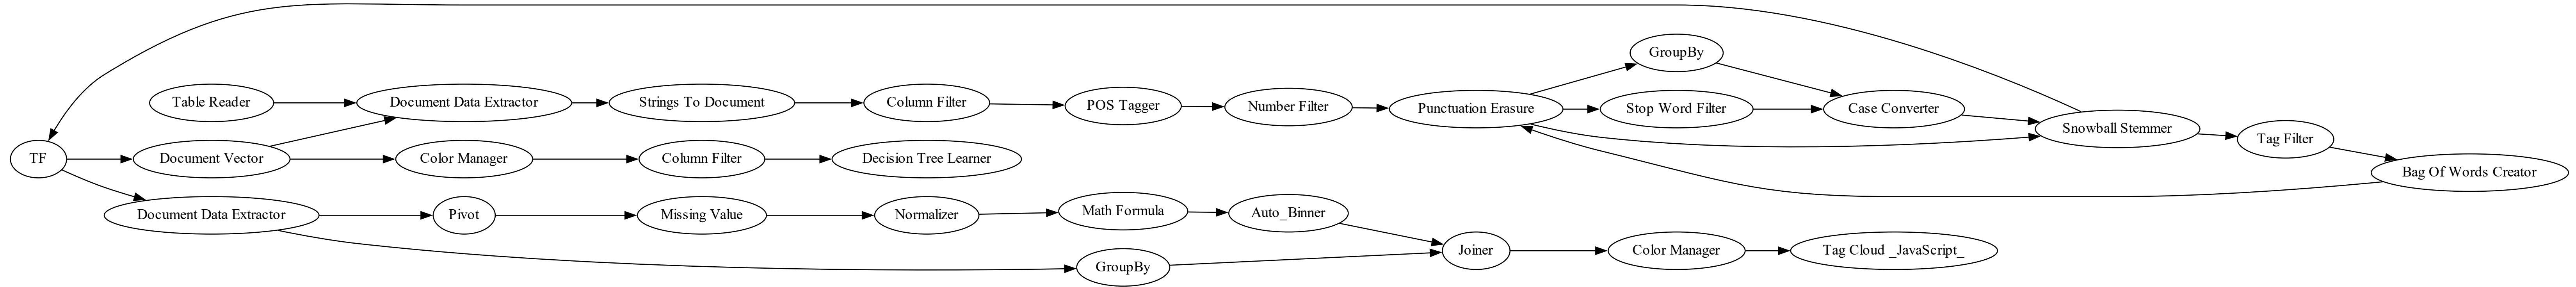 GroupBy
Table Reader
Document Data Extractor
Strings To Document
Column Filter
POS Tagger
Number Filter
Punctuation Erasure
Stop Word Filter
Case Converter
Snowball Stemmer
Tag Filter
TF
Document Vector
Color Manager
Column Filter
Decision Tree Learner
Bag Of Words Creator
Document Data Extractor
Pivot
Missing Value
Normalizer
Math Formula
Auto_Binner
GroupBy
Joiner
Color Manager
Tag Cloud _JavaScript_